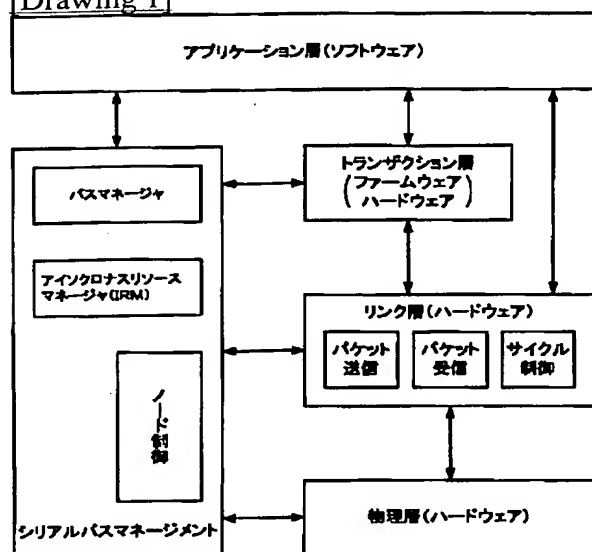 Drawing 1
アプリケーション層(ソフトウェア)
バスマネージャ
アイソクロナスリソース
マネージャ(IRM)
ノード制御
シリアルバスマネージメント
トランザクション層
(ファームウェア
ハードウェア)
リンク層(ハードウェア)
パケット
送信
パケット
受信
サイクル
制御
物理層(ハードウェア)